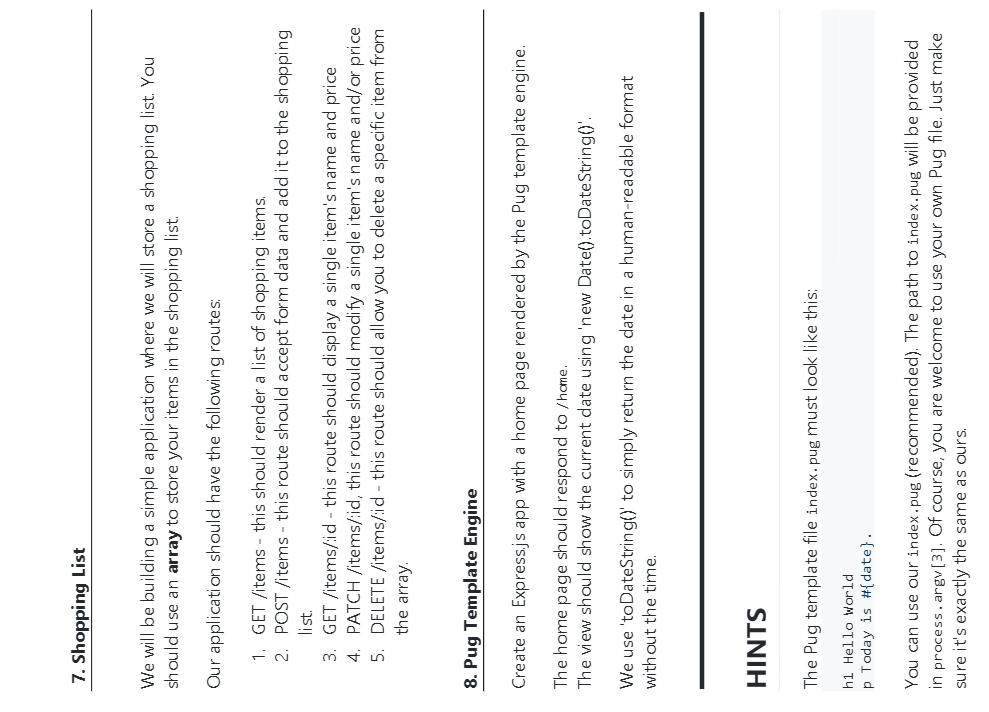 7. Shopping List
We will be building a simple application where we will store a shopping list. You
should use an array to store your items in the shopping list.
Our application should have the following routes:
1. GET /items - this should render a list of shopping items.
2. POST /items - this route should accept form data and add it to the shopping
list.
3. GET /items/:id - this route should display a single item's name and price
4. PATCH /items/:id, this route should modify a single item's name and/or price
5. DELETE /items/:id - this route should allow you to delete a specific item from
the array.
8. Pug Template Engine
Create an Express.js app with a home page rendered by the Pug template engine.
The home page should respond to /home.
The view should show the current date using 'new Date().toDateString()'.
We use 'toDateString()' to simply return the date in a human-readable format
without the time.
HINTS
The Pug template file index.pug must look like this:
h1 Hello World
p Today is #{date}.
You can use our index.pug (recommended). The path to index.pug will be provided
in process.argv[3]. Of course, you are welcome to use your own Pug file. Just make
sure it's exactly the same as ours.